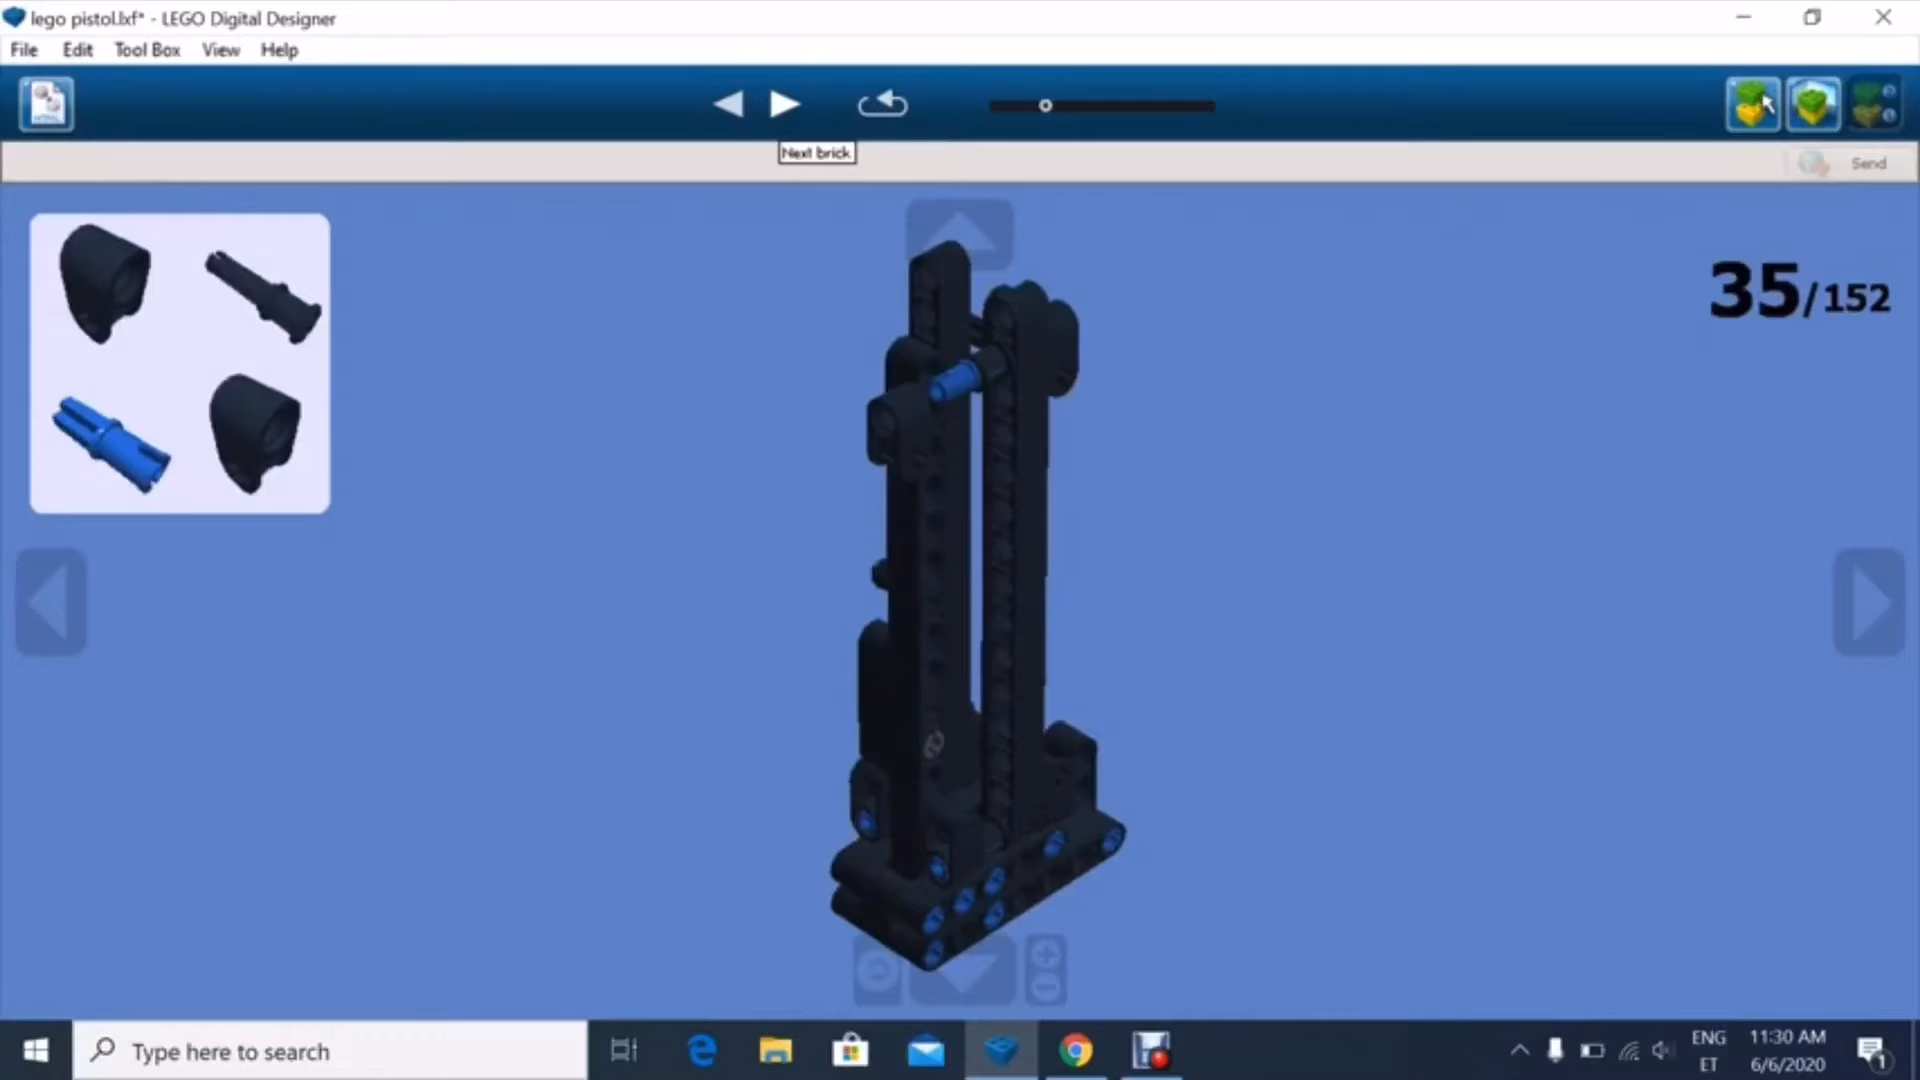 lego pistol.lxf* - LEGO Digital Designer
File Edit Tool Box View Help
Next brick
Send
35/152
Type here to search
ENG
ET
11:30 AM
6/6/2020
1